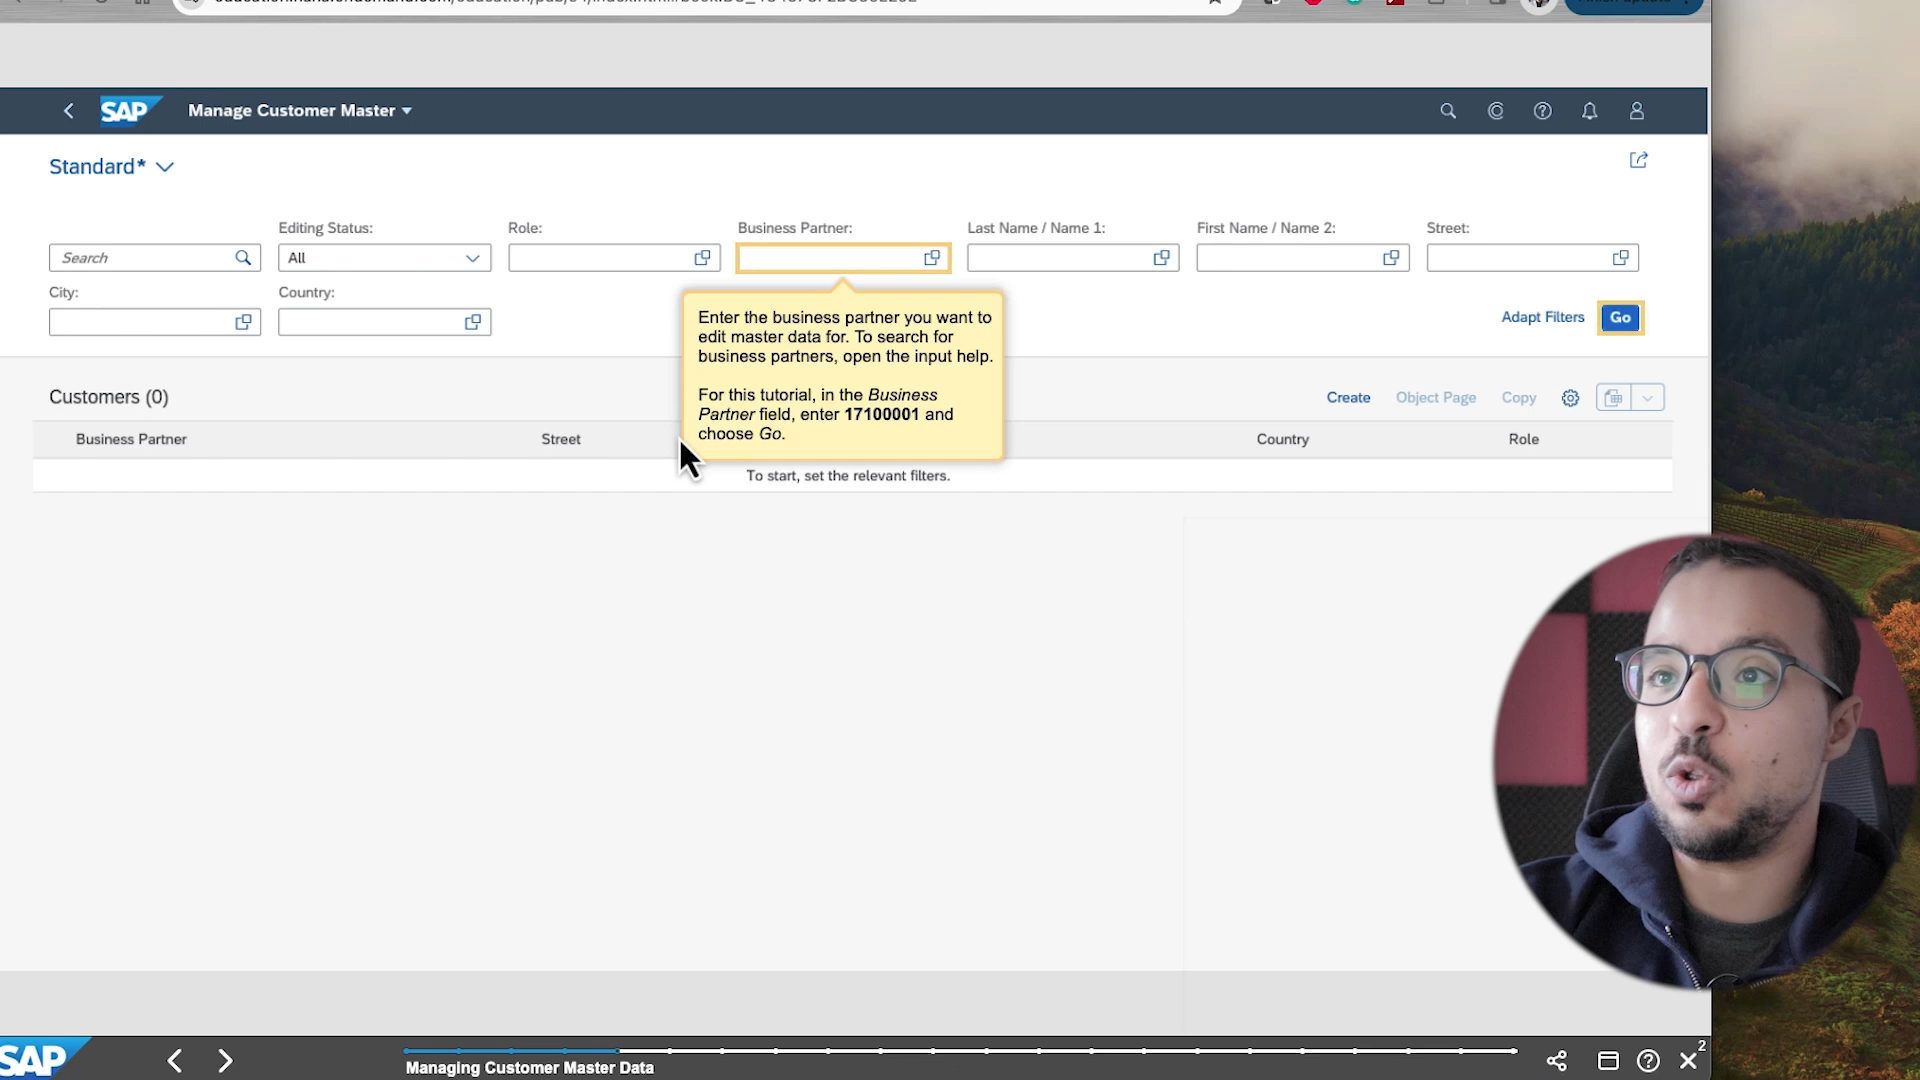 SAP
Manage Customer Master
Standard*
Editing Status:
Role:
Business Partner:
Last Name / Name 1:
First Name / Name 2:
Street:
Search
All
City:
Country:
Adapt Filters
Go
Enter the business partner you want to
edit master data for. To search for
business partners, open the input help.
For this tutorial, in the Business
Partner field, enter 17100001 and
choose Go.
Customers (0)
Create
Object Page
Copy
Business Partner
Street
Country
Role
To start, set the relevant filters.
SAP
Managing Customer Master Data
2